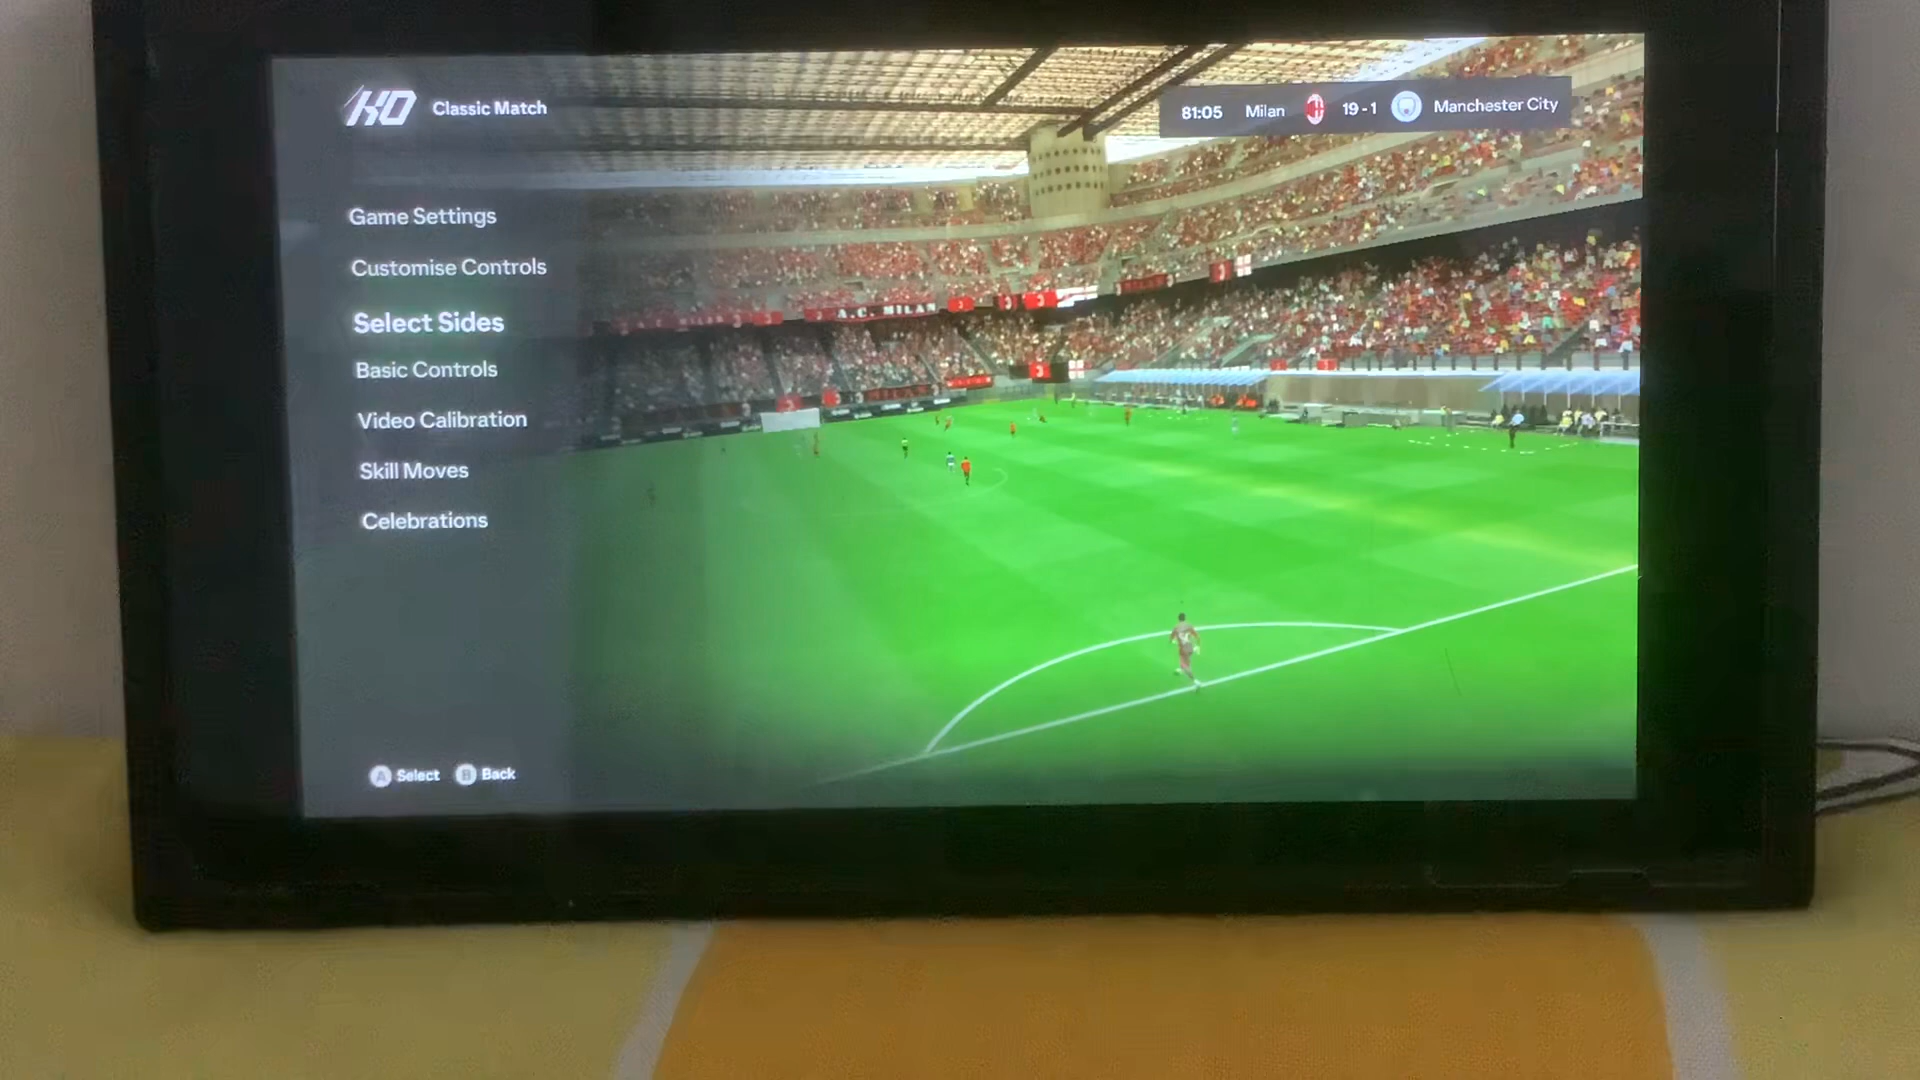 KO Classic Match
81:05 Milan 19 - 1 Manchester City
Game Settings
Customise Controls
Select Sides
Basic Controls
Video Calibration
Skill Moves
Celebrations
A.C. MILAN
A Select B Back